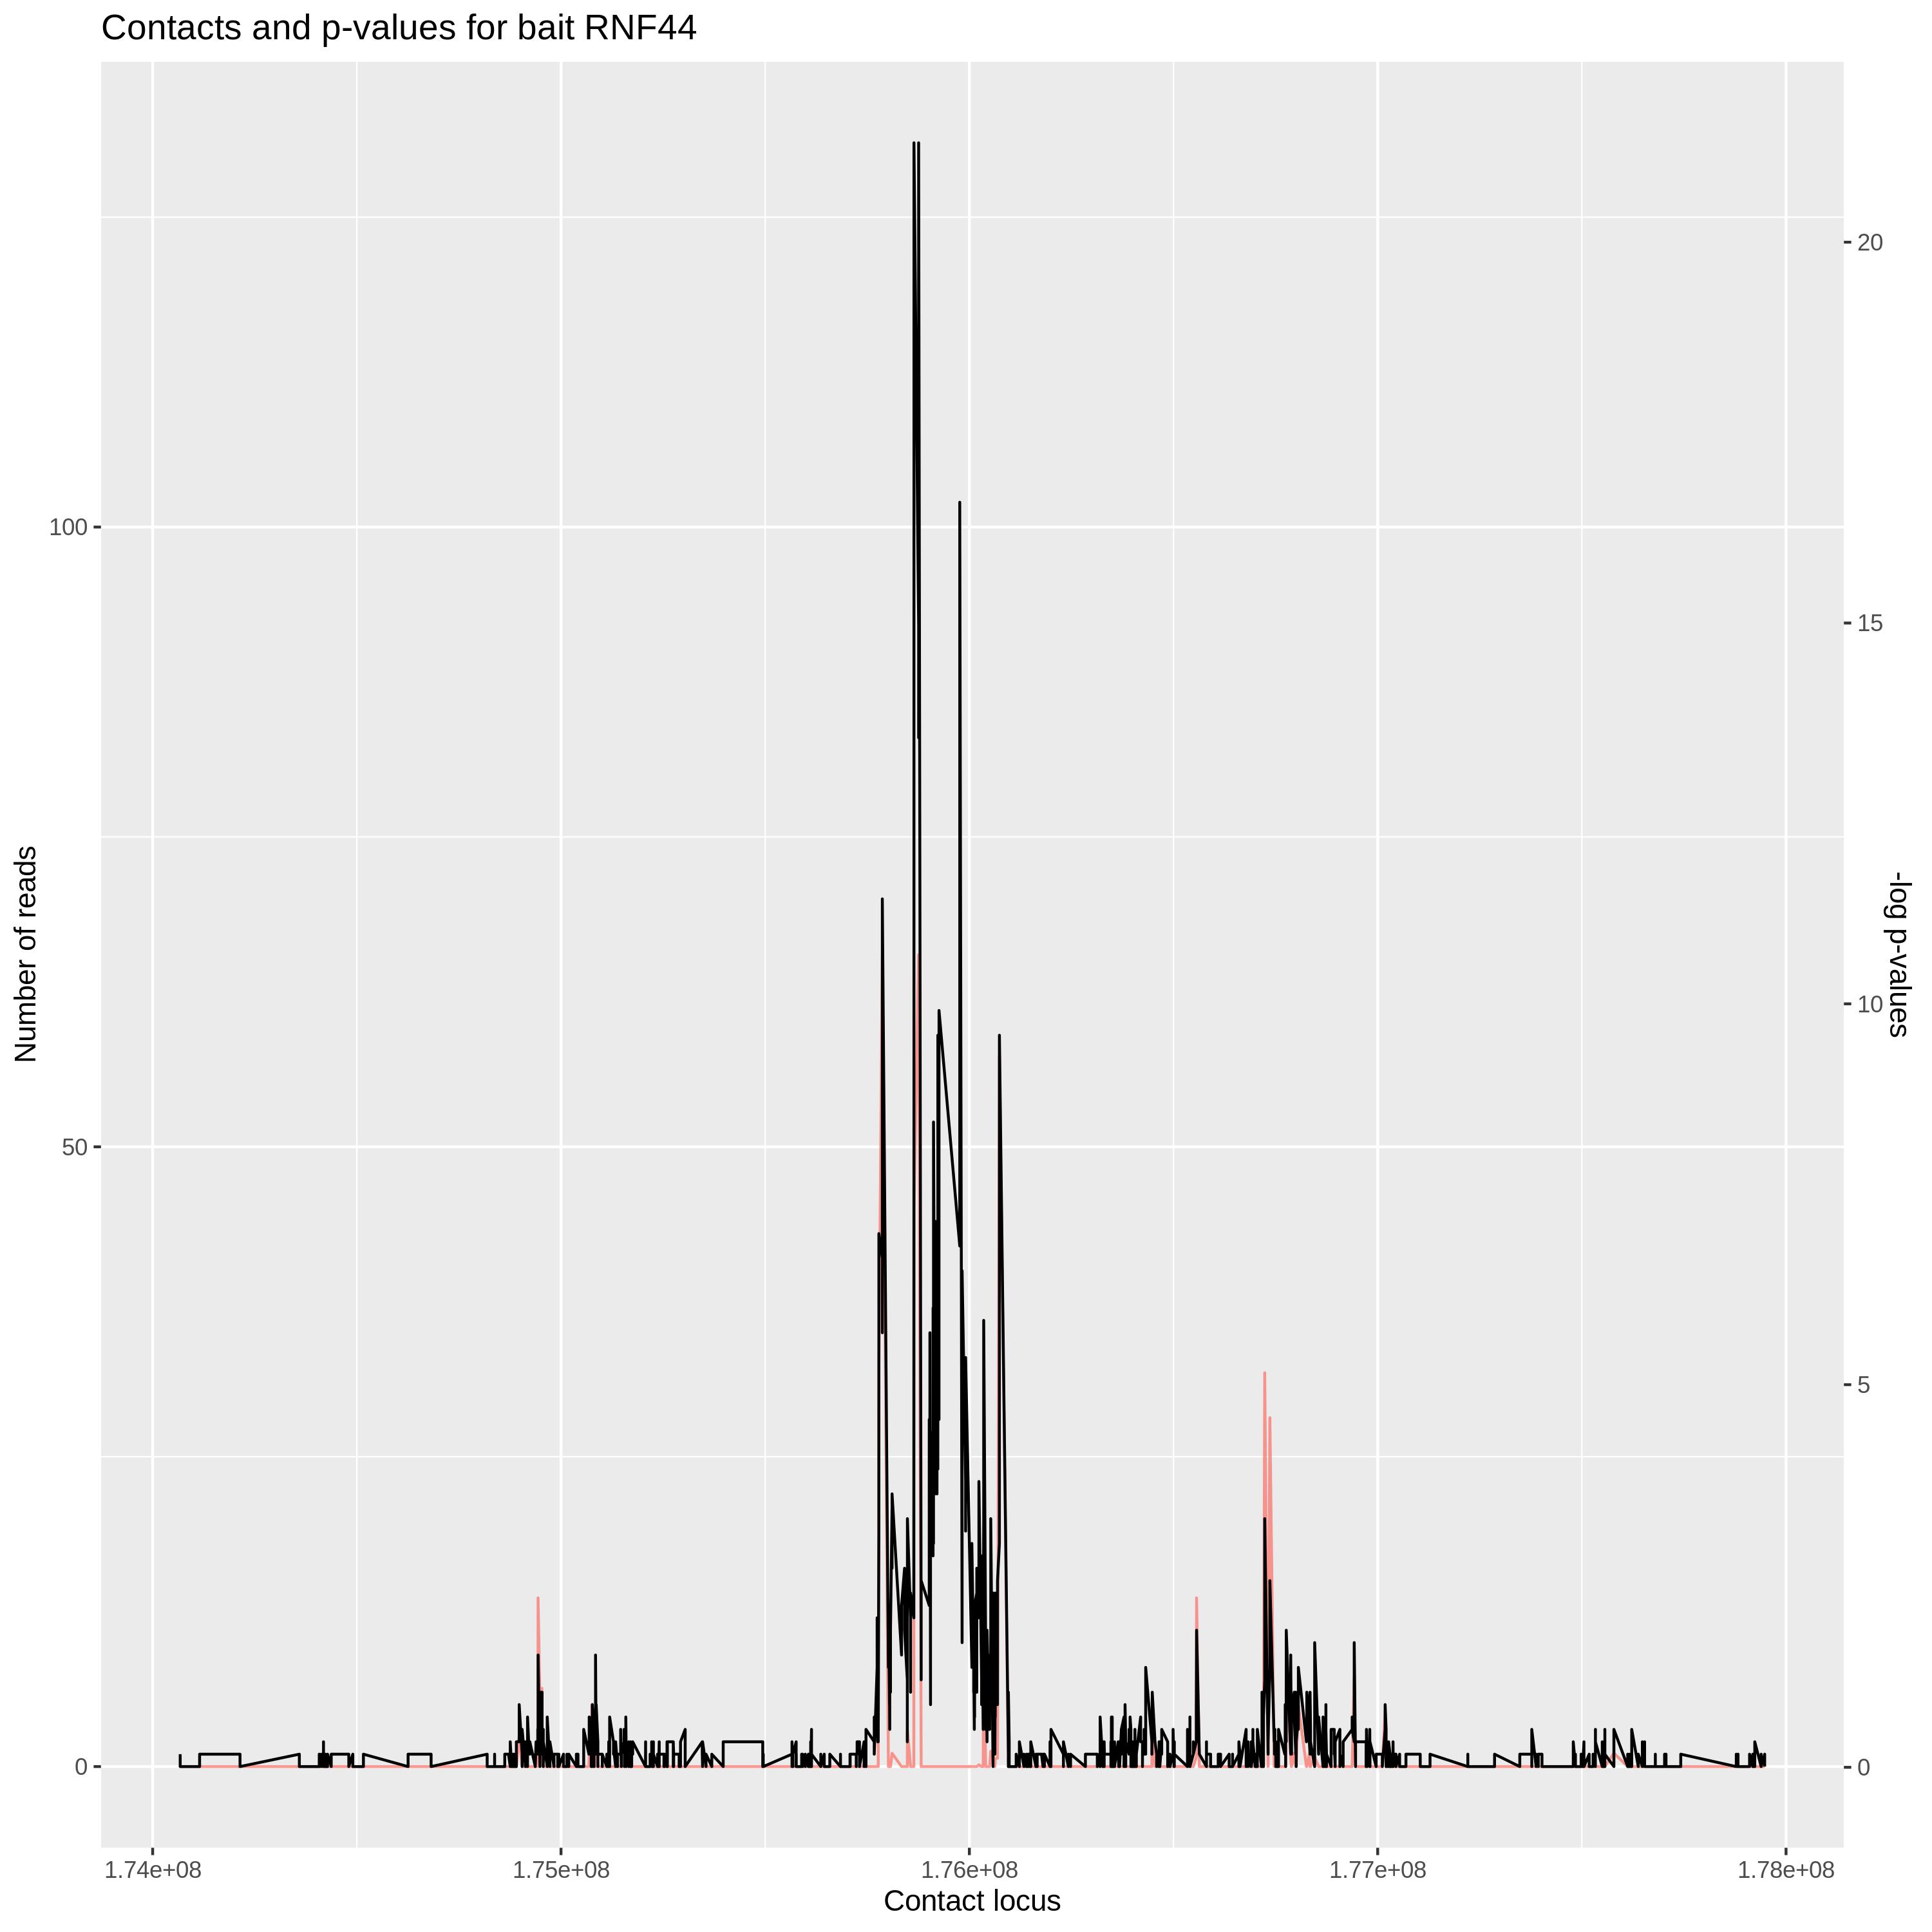 Contacts and p-values for bait RNF44
Number of reads
100
50
0
20
15
10
5
0
-log p-values
1.74e+08
1.75e+08
1.76e+08
1.77e+08
1.78e+08
Contact locus